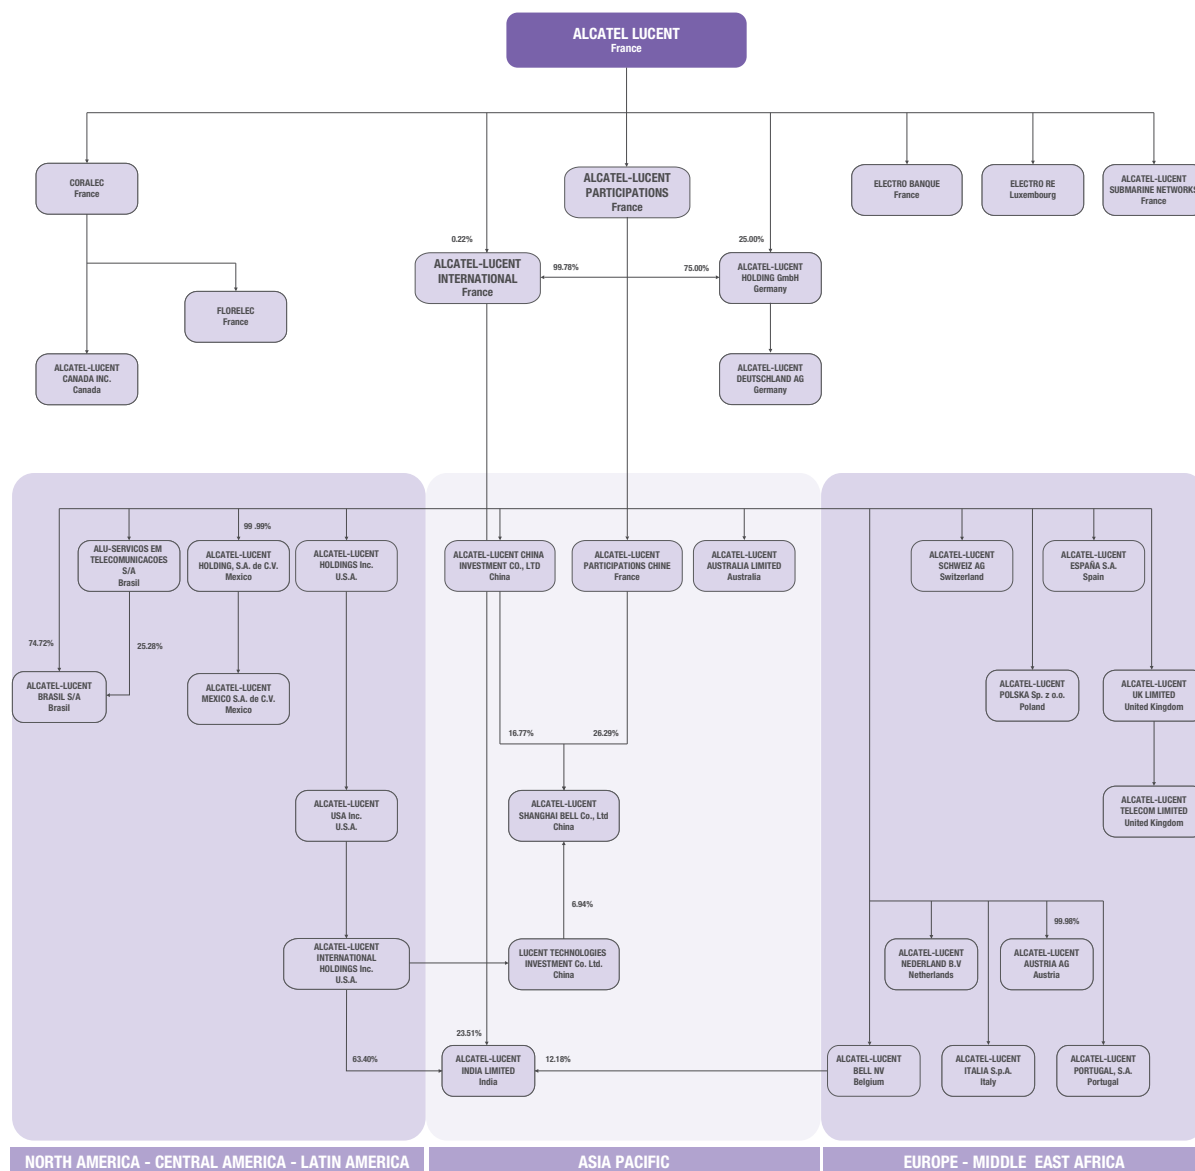 ALCATEL LUCENT
France
CORALEC
France
ALCATEL-LUCENT
PARTICIPATIONS
France
ELECTRO BANQUE
France
ELECTRO RE
Luxembourg
ALCATEL-LUCENT
SUBMARINE NETWORKS
France
0.22%
25.00%
ALCATEL-LUCENT
INTERNATIONAL
France
99.78%
75.00%
ALCATEL-LUCENT
HOLDING GmbH
Germany
FLORELEC
France
ALCATEL-LUCENT
CANADA INC.
Canada
ALCATEL-LUCENT
DEUTSCHLAND AG
Germany
99 .99%
ALU-SERVICOS EM
TELECOMUNICACOES
S/A
Brasil
ALCATEL-LUCENT
HOLDING, S.A. de C.V.
Mexico
ALCATEL-LUCENT
HOLDINGS Inc.
U.S.A.
ALCATEL-LUCENT CHINA
INVESTMENT CO., LTD
China
ALCATEL-LUCENT
PARTICIPATIONS CHINE
France
ALCATEL-LUCENT
AUSTRALIA LIMITED
Australia
ALCATEL-LUCENT
SCHWEIZ AG
Switzerland
ALCATEL-LUCENT
ESPAÑA S.A.
Spain
74.72%
25.28%
ALCATEL-LUCENT
BRASIL S/A
Brasil
ALCATEL-LUCENT
MEXICO S.A. de C.V.
Mexico
ALCATEL-LUCENT
POLSKA Sp. z o.o.
Poland
ALCATEL-LUCENT
UK LIMITED
United Kingdom
16.77%
26.29%
ALCATEL-LUCENT
USA Inc.
U.S.A.
ALCATEL-LUCENT
SHANGHAI BELL Co., Ltd
China
ALCATEL-LUCENT
TELECOM LIMITED
United Kingdom
6.94%
99.98%
ALCATEL-LUCENT
INTERNATIONAL
HOLDINGS Inc.
U.S.A.
LUCENT TECHNOLOGIES
INVESTMENT Co. Ltd.
China
ALCATEL-LUCENT
NEDERLAND B.V
Netherlands
ALCATEL-LUCENT
AUSTRIA AG
Austria
23.51%
63.40%
ALCATEL-LUCENT
INDIA LIMITED
India
12.18%
ALCATEL-LUCENT
BELL NV
Belgium
ALCATEL-LUCENT
ITALIA S.p.A.
Italy
ALCATEL-LUCENT
PORTUGAL, S.A.
Portugal
NORTH AMERICA - CENTRAL AMERICA - LATIN AMERICA
ASIA PACIFIC
EUROPE - MIDDLE EAST AFRICA